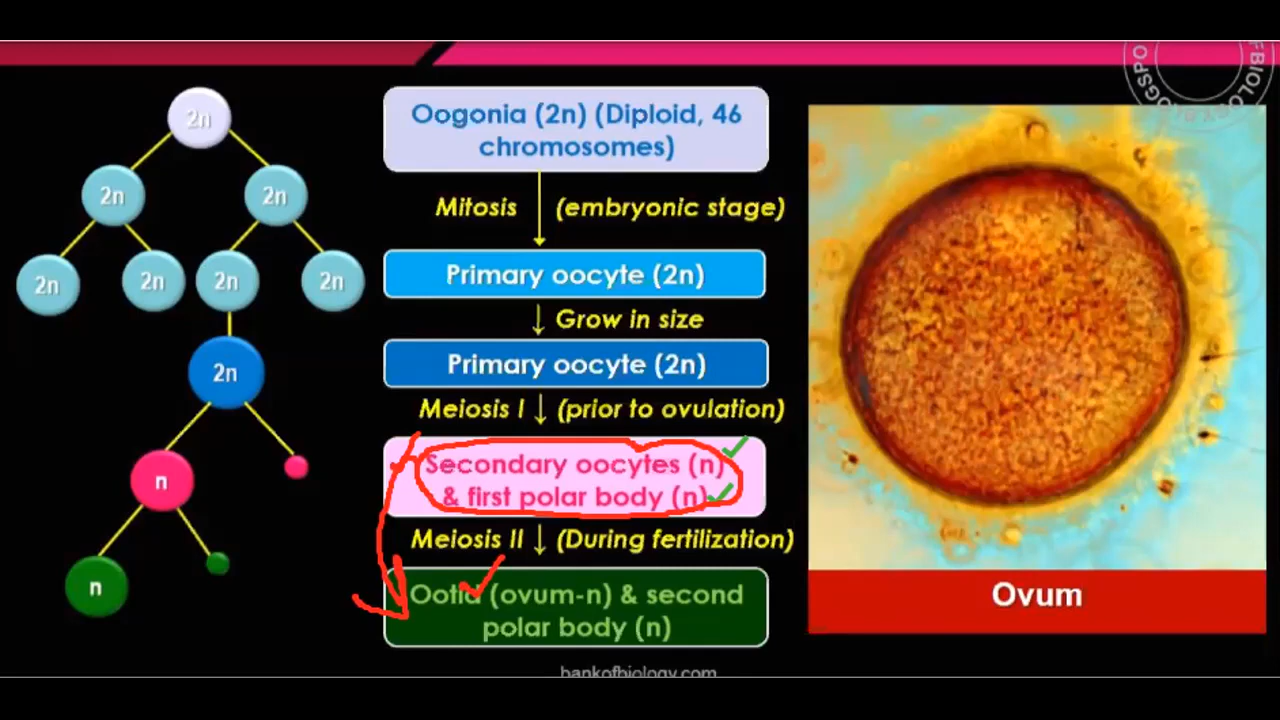 FBIOLOGY.BLOGSPO
2n
2n
2n
2n
2n
2n
2n
2n
n
n
Oogonia (2n) (Diploid, 46
chromosomes)
Mitosis (embryonic stage)
Primary oocyte (2n)
↓ Grow in size
Primary oocyte (2n)
Meiosis I ↓ (prior to ovulation)
Secondary oocytes (n)
& first polar body (n)
Meiosis II ↓ (During fertilization)
Ootid (ovum-n) & second
polar body (n)
Ovum
bankofbiology.com